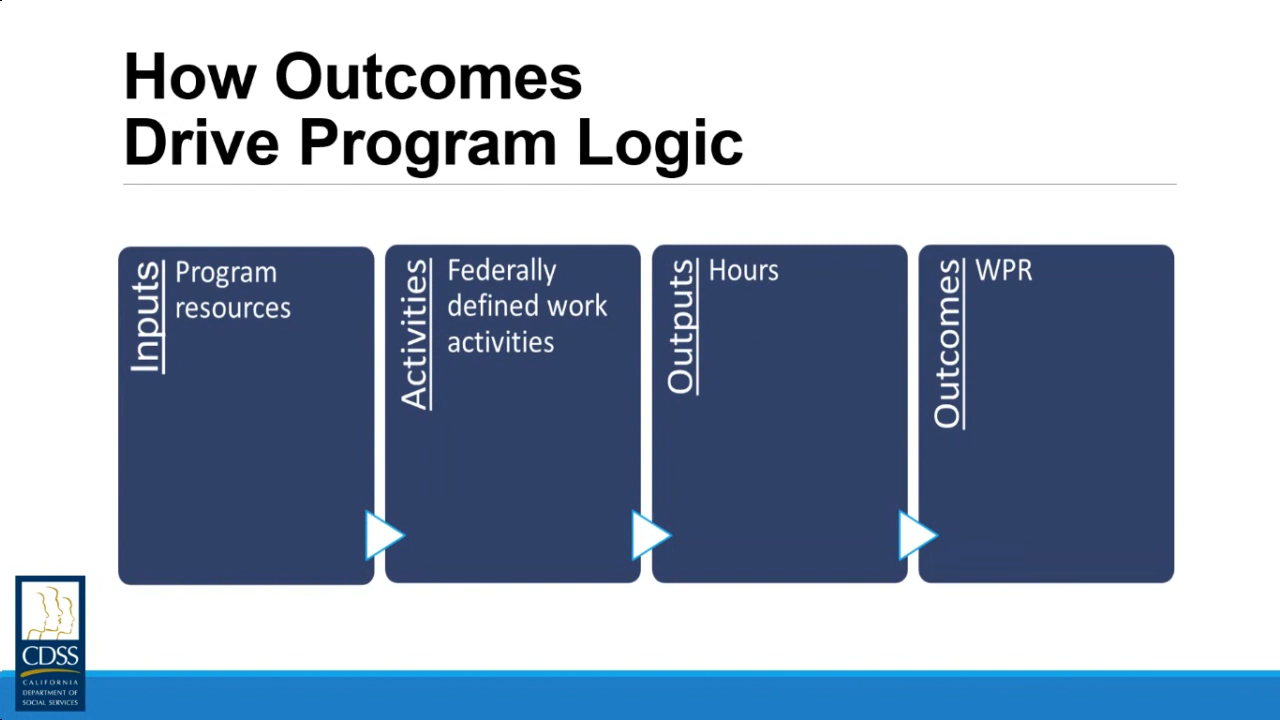 How Outcomes
Drive Program Logic
Inputs
Program
resources
Activities
Federally
defined work
activities
Outputs
Hours
Outcomes
WPR
CDSS
CALIFORNIA
DEPARTMENT OF
SOCIAL SERVICES